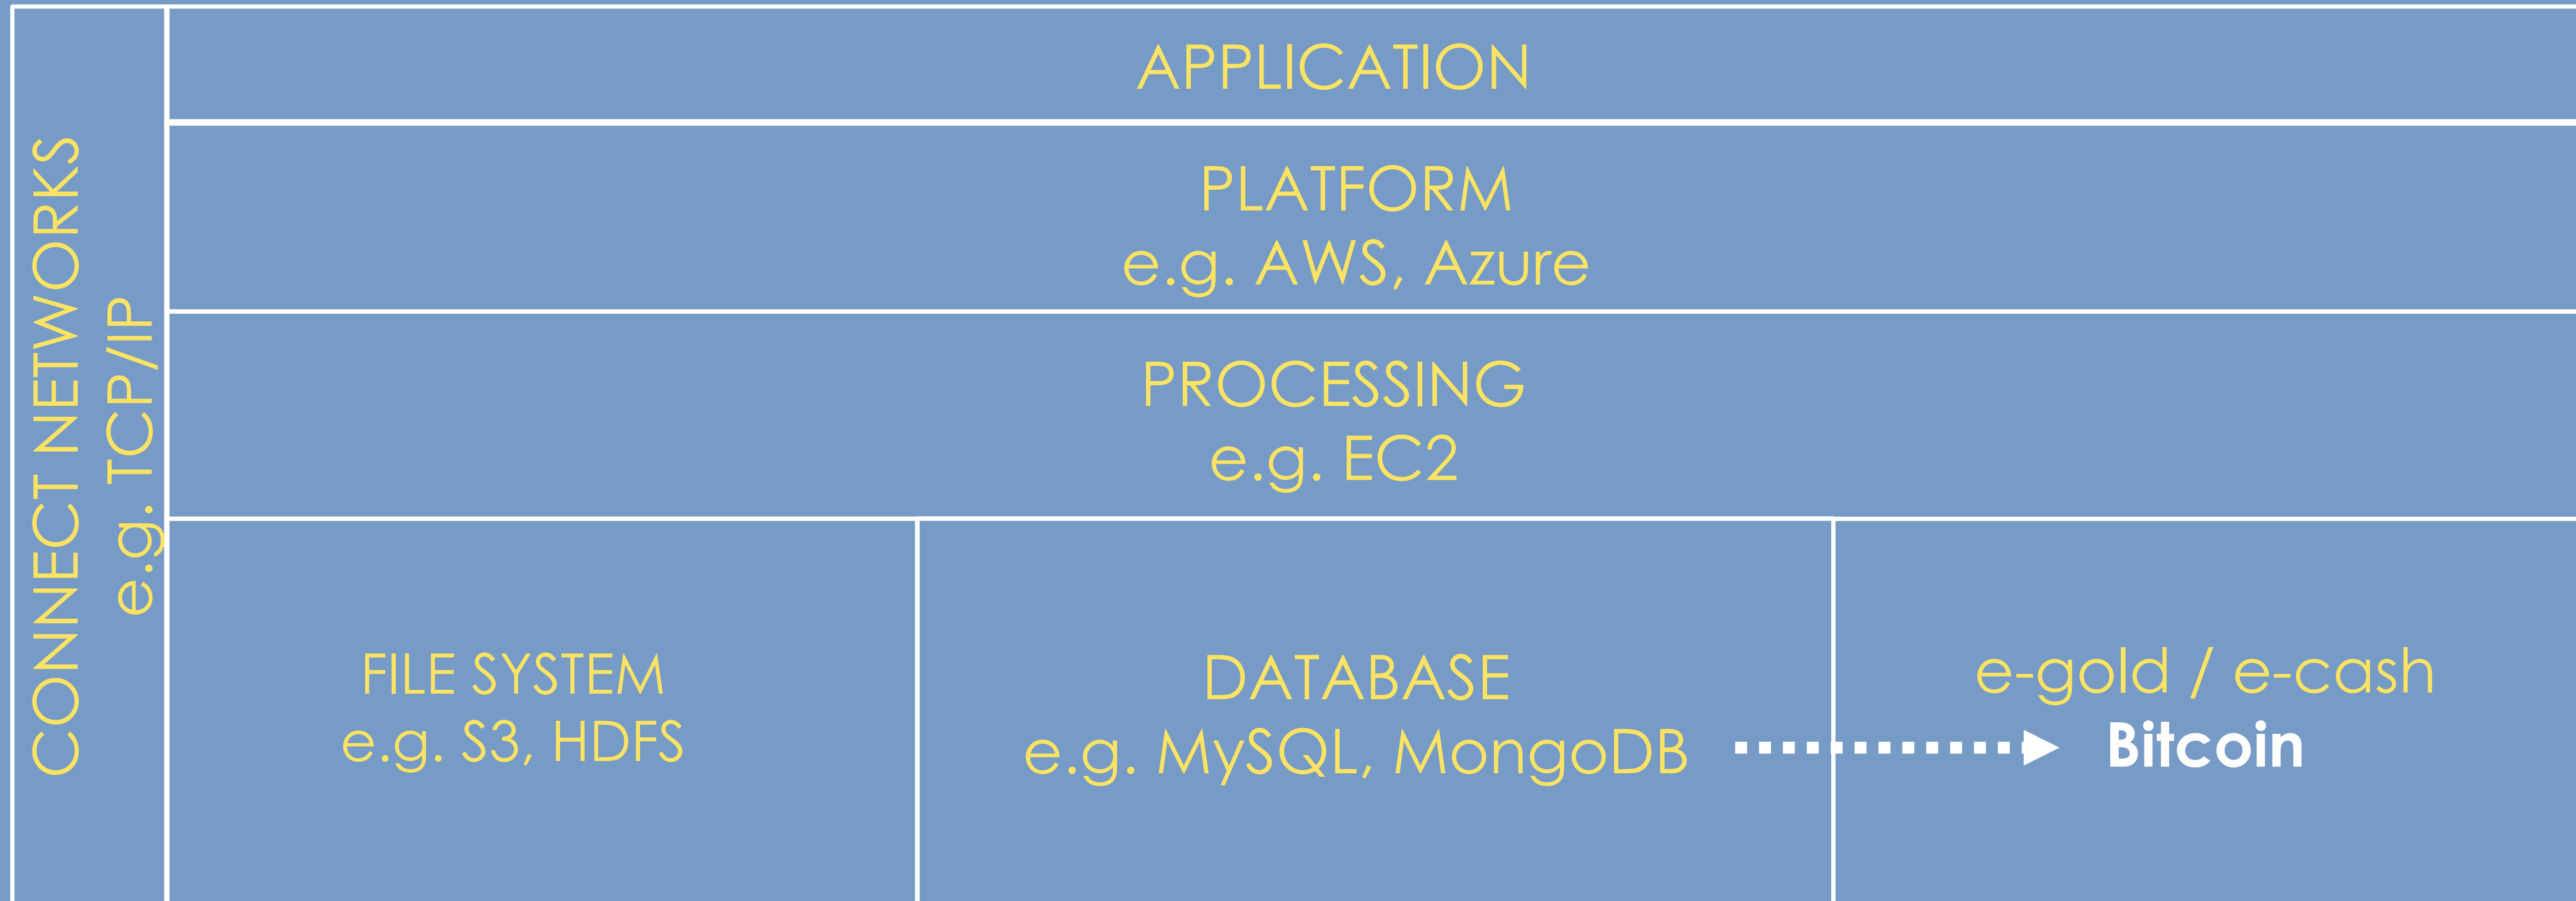 CONNECT NETWORKS
e.g. TCP/IP
APPLICATION
PLATFORM
e.g. AWS, Azure
PROCESSING
e.g. EC2
FILE SYSTEM
e.g. S3, HDFS
DATABASE
e.g. MySQL, MongoDB
e-gold / e-cash
Bitcoin